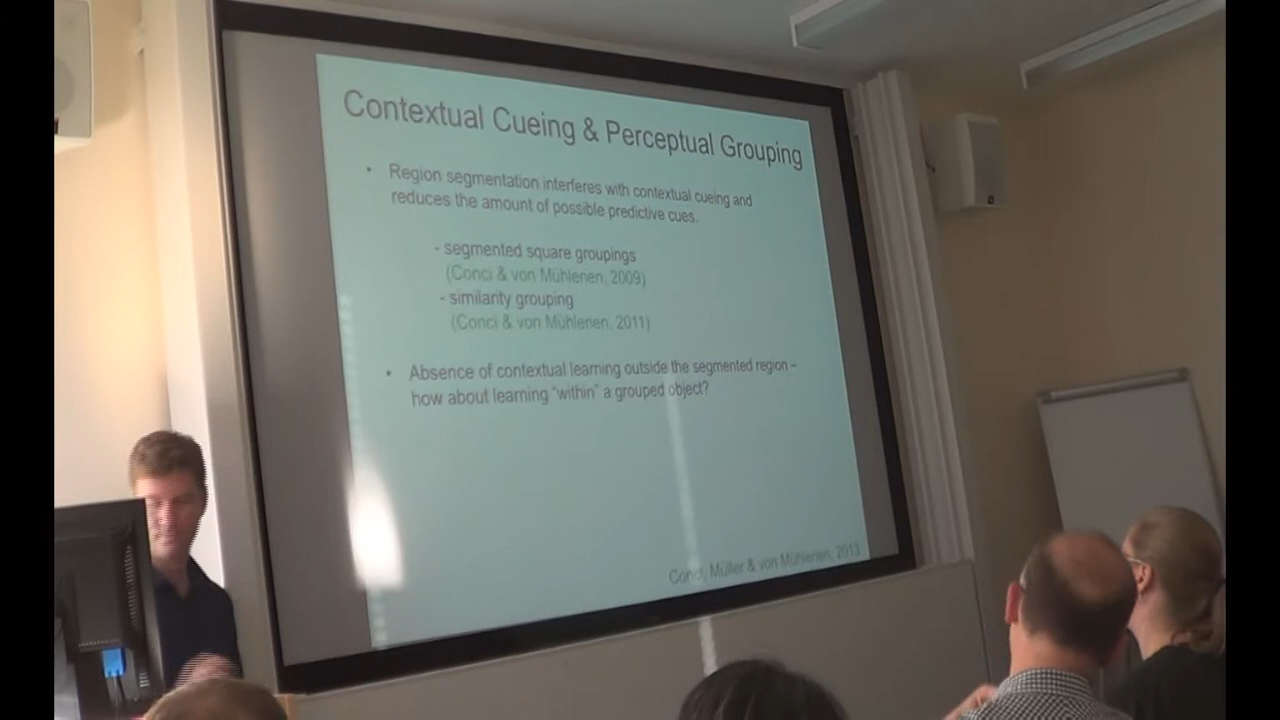 Contextual Cueing & Perceptual Grouping
• Region segmentation interferes with contextual cueing and
reduces the amount of possible predictive cues.
- segmented square groupings
(Conci & von Mühlenen, 2009)
- similarity grouping
(Conci & von Mühlenen, 2011)
• Absence of contextual learning outside the segmented region –
how about learning "within" a grouped object?
Conci, Müller & von Mühlenen, 2013